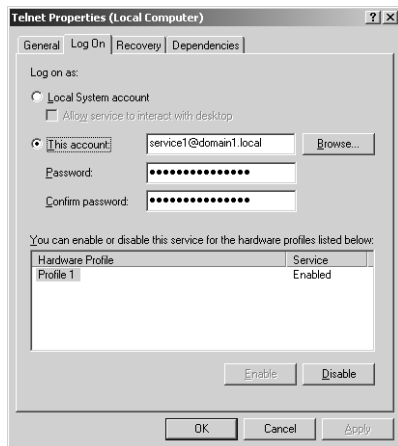 Telnet Properties (Local Computer)
General Log On Recovery Dependencies
Log on as:
Local System account
Allow service to interact with desktop
This account: service1@domain1.local Browse...
Password: ●●●●●●●●●●●●●●●
Confirm password: ●●●●●●●●●●●●●●●
You can enable or disable this service for the hardware profiles listed below:
Hardware Profile Service
Profile 1 Enabled
Enable Disable
OK Cancel Apply